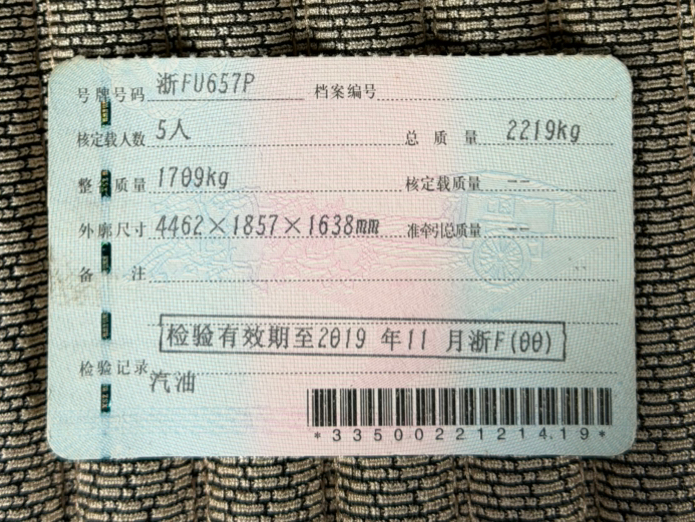 号牌号码 浙FU657P 档案编号
核定载人数 5人 总质量 2219kg
整备质量 1709kg 核定载质量 --
外廓尺寸 4462×1857×1638mm 准牵引总质量 --
备注
检验有效期至2019 年11 月浙F(00)
检验记录
汽油
*3350022121419*